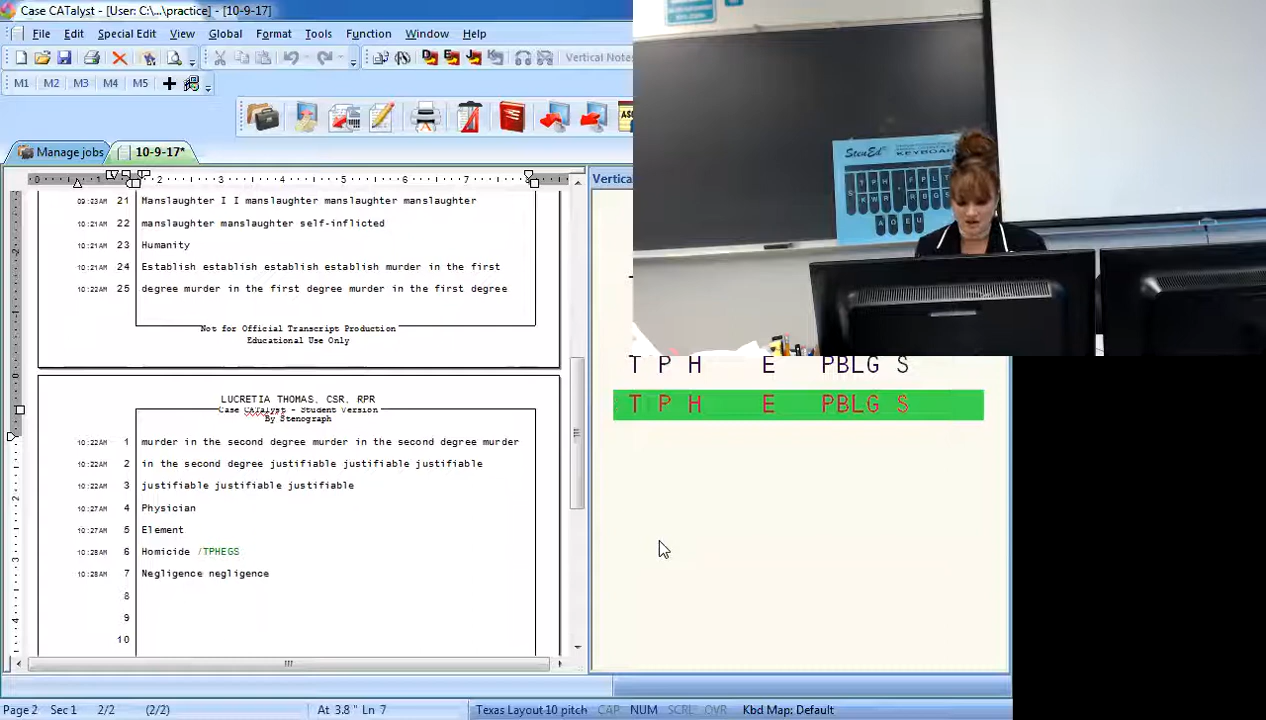 Case CATalyst - [User: C:\...\practice] - [10-9-17]
File Edit Special Edit View Global Format Tools Function Window Help
Vertical Notes
M1 M2 M3 M4 M5
Manage jobs 10-9-17*
Vertical
09:23AM 21 Manslaughter I I manslaughter manslaughter manslaughter
10:21AM 22 manslaughter manslaughter self-inflicted
10:21AM 23 Humanity
10:21AM 24 Establish establish establish establish murder in the first
10:22AM 25 degree murder in the first degree murder in the first degree
Not for Official Transcript Production
Educational Use Only
LUCRETIA THOMAS, CSR, RPR
Case CATalyst - Student Version
By Stenograph
10:22AM 1 murder in the second degree murder in the second degree murder
10:22AM 2 in the second degree justifiable justifiable justifiable
10:22AM 3 justifiable justifiable justifiable
10:27AM 4 Physician
10:27AM 5 Element
10:28AM 6 Homicide /TPHEGS
10:28AM 7 Negligence negligence
8
9
10
StenEd
KEYBOARD
T P H E PBLG S
T P H E PBLG S
Page 2 Sec 1 2/2 (2/2) At 3.8 " Ln 7 Texas Layout 10 pitch CAP NUM SCRL OVR Kbd Map: Default